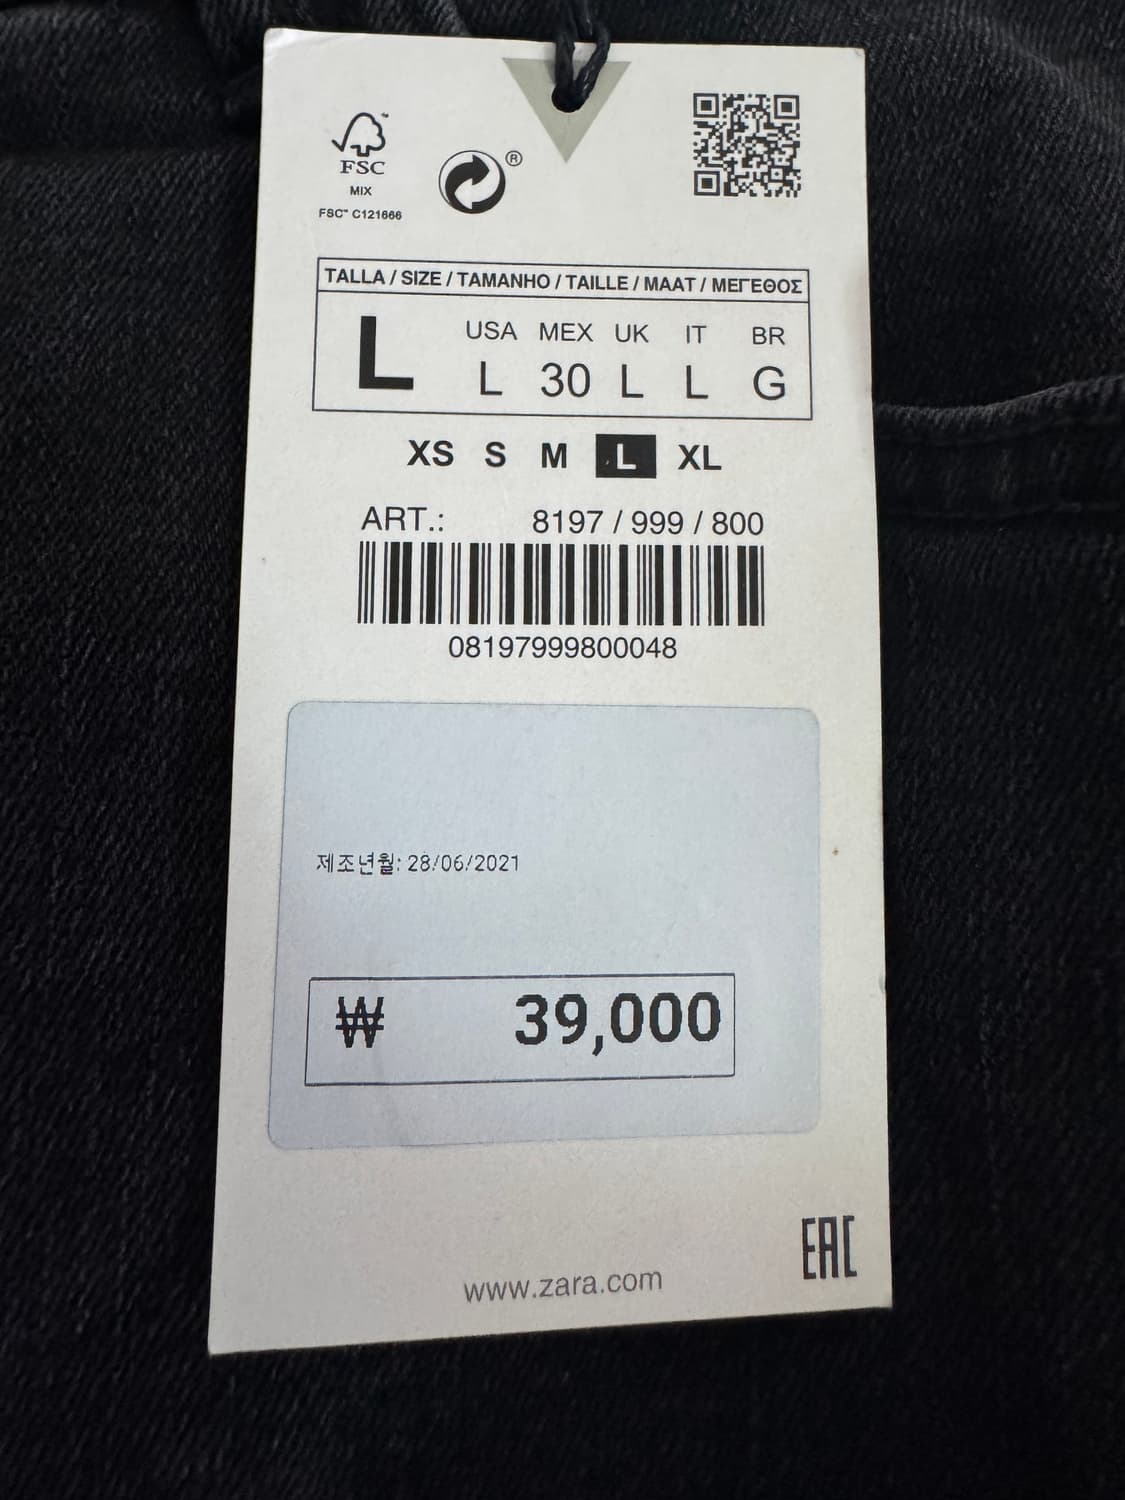 FSC
MIX
FSC™ C121666
®
TALLA / SIZE / TAMANHO / TAILLE / MAAT / ΜΕΓΕΘΟΣ
L
USA MEX UK IT BR
L 30 L L G
XS S M L XL
ART.: 8197 / 999 / 800
08197999800048
제조년월: 28/06/2021
₩ 39,000
EAC
www.zara.com